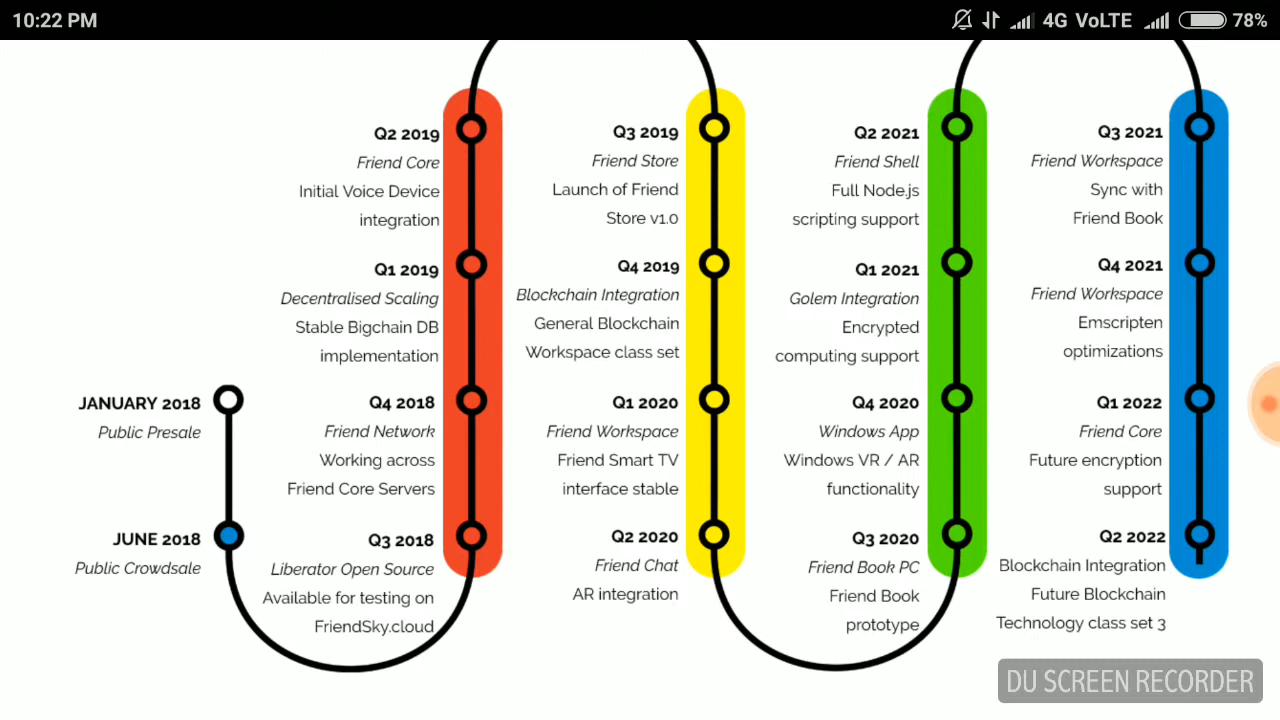 10:22 PM
4G VoLTE
78%
Q2 2019
Friend Core
Initial Voice Device
integration
Q1 2019
Decentralised Scaling
Stable Bigchain DB
implementation
JANUARY 2018
Public Presale
Q4 2018
Friend Network
Working across
Friend Core Servers
JUNE 2018
Public Crowdsale
Q3 2018
Liberator Open Source
Available for testing on
FriendSky.cloud
Q3 2019
Friend Store
Launch of Friend
Store v1.0
Q4 2019
Blockchain Integration
General Blockchain
Workspace class set
Q1 2020
Friend Workspace
Friend Smart TV
interface stable
Q2 2020
Friend Chat
AR integration
Q2 2021
Friend Shell
Full Node.js
scripting support
Q1 2021
Golem Integration
Encrypted
computing support
Q4 2020
Windows App
Windows VR / AR
functionality
Q3 2020
Friend Book PC
Friend Book
prototype
Q3 2021
Friend Workspace
Sync with
Friend Book
Q4 2021
Friend Workspace
Emscripten
optimizations
Q1 2022
Friend Core
Future encryption
support
Q2 2022
Blockchain Integration
Future Blockchain
Technology class set 3
DU SCREEN RECORDER